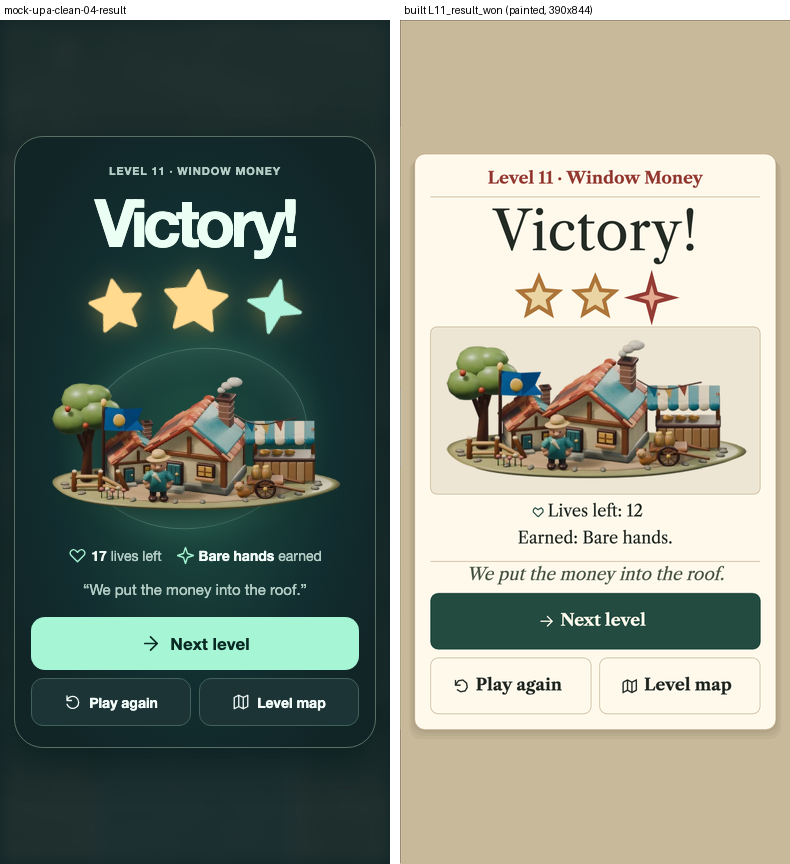 mock-up a-clean-04-result
LEVEL 11 · WINDOW MONEY
Victory!
17 lives left Bare hands earned
“We put the money into the roof.”
Next level
Play again Level map
built L11_result_won (painted, 390x844)
Level 11 · Window Money
Victory!
Lives left: 12
Earned: Bare hands.
We put the money into the roof.
Next level
Play again Level map